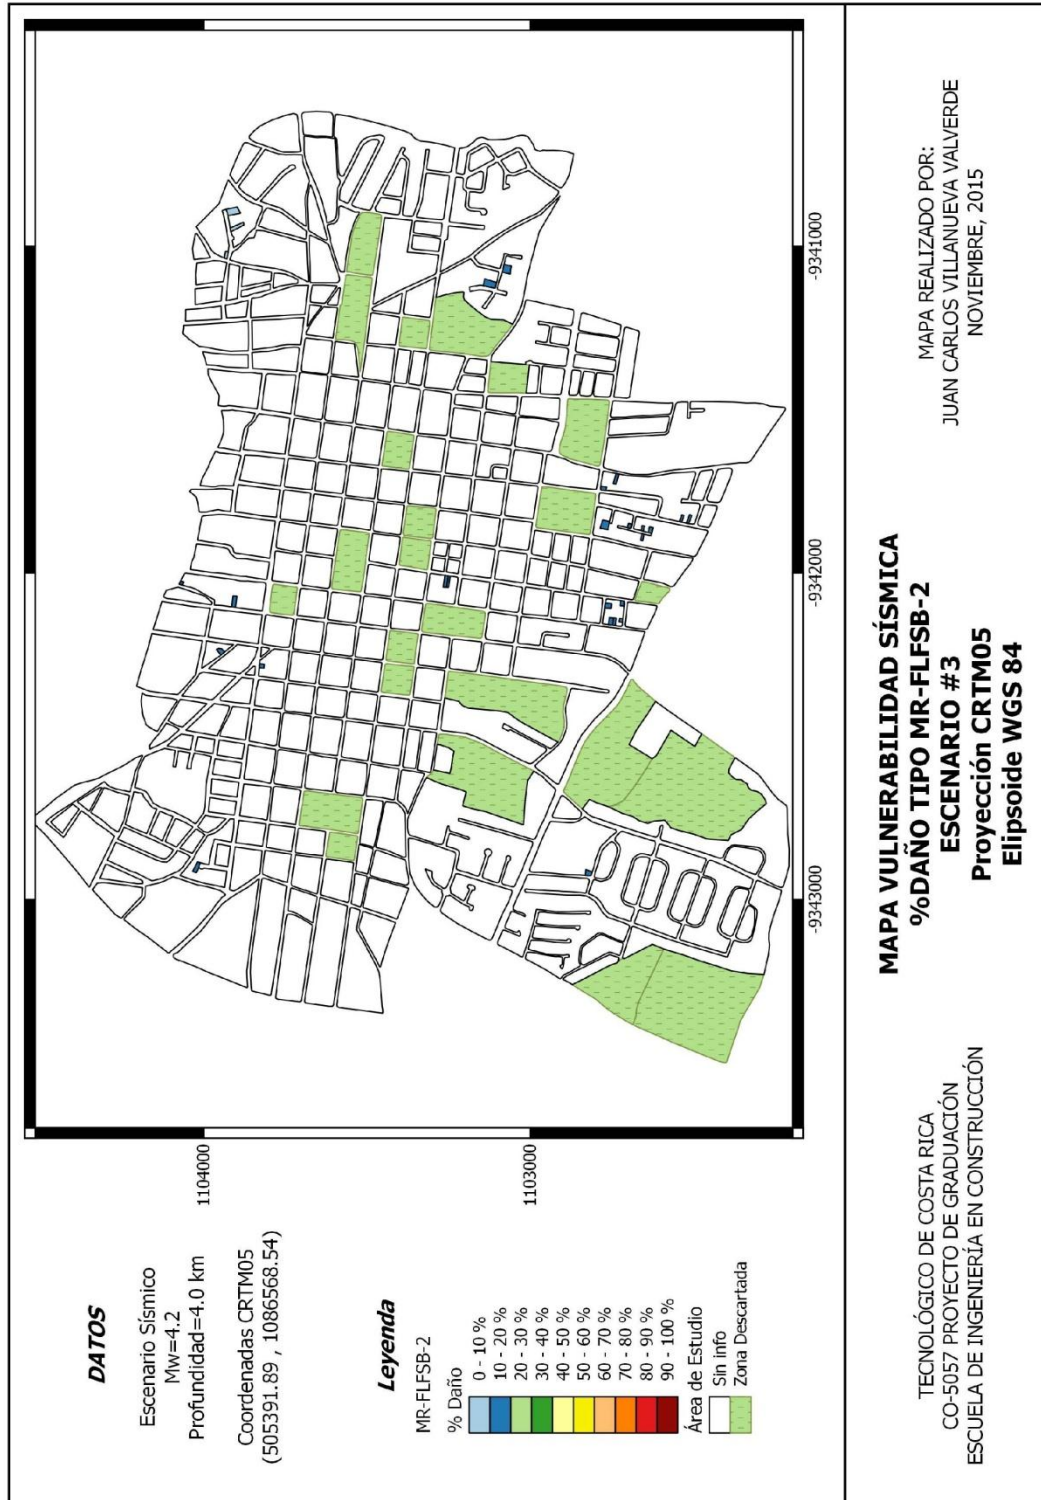 DATOS
Escenario Sísmico
Mw=4.2
Profundidad=4.0 km
Coordenadas CRTM05
(505391.89 , 1086568.54)
Leyenda
MR-FLFSB-2
% Daño
0 - 10 %
10 - 20 %
20 - 30 %
30 - 40 %
40 - 50 %
50 - 60 %
60 - 70 %
70 - 80 %
80 - 90 %
90 - 100 %
Área de Estudio
Sin info
Zona Descartada
1104000
1103000
-9343000
-9342000
-9341000
TECNOLÓGICO DE COSTA RICA
CO-5057 PROYECTO DE GRADUACIÓN
ESCUELA DE INGENIERÍA EN CONSTRUCCIÓN
MAPA VULNERABILIDAD SÍSMICA
%DAÑO TIPO MR-FLFSB-2
ESCENARIO #3
Proyección CRTM05
Elipsoide WGS 84
MAPA REALIZADO POR:
JUAN CARLOS VILLANUEVA VALVERDE
NOVIEMBRE, 2015